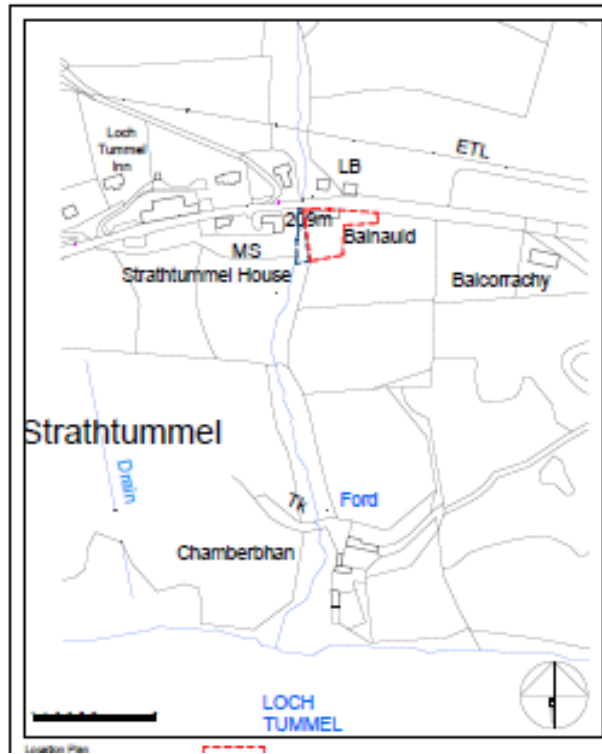 Loch
Tummel
Inn
ETL
LB
209m
Balnauld
MS
Strathtummel House
Balcorrachy
Strathtummel
Drain
Tk
Ford
Chamberbhan
LOCH
TUMMEL
Location Plan